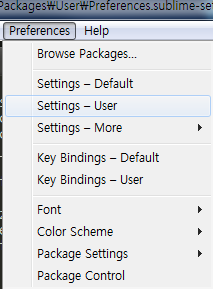 Packages₩User₩Preferences.sublime-se
Preferences Help
Browse Packages...
Settings – Default
Settings – User
Settings – More
Key Bindings – Default
Key Bindings – User
Font
Color Scheme
Package Settings
Package Control